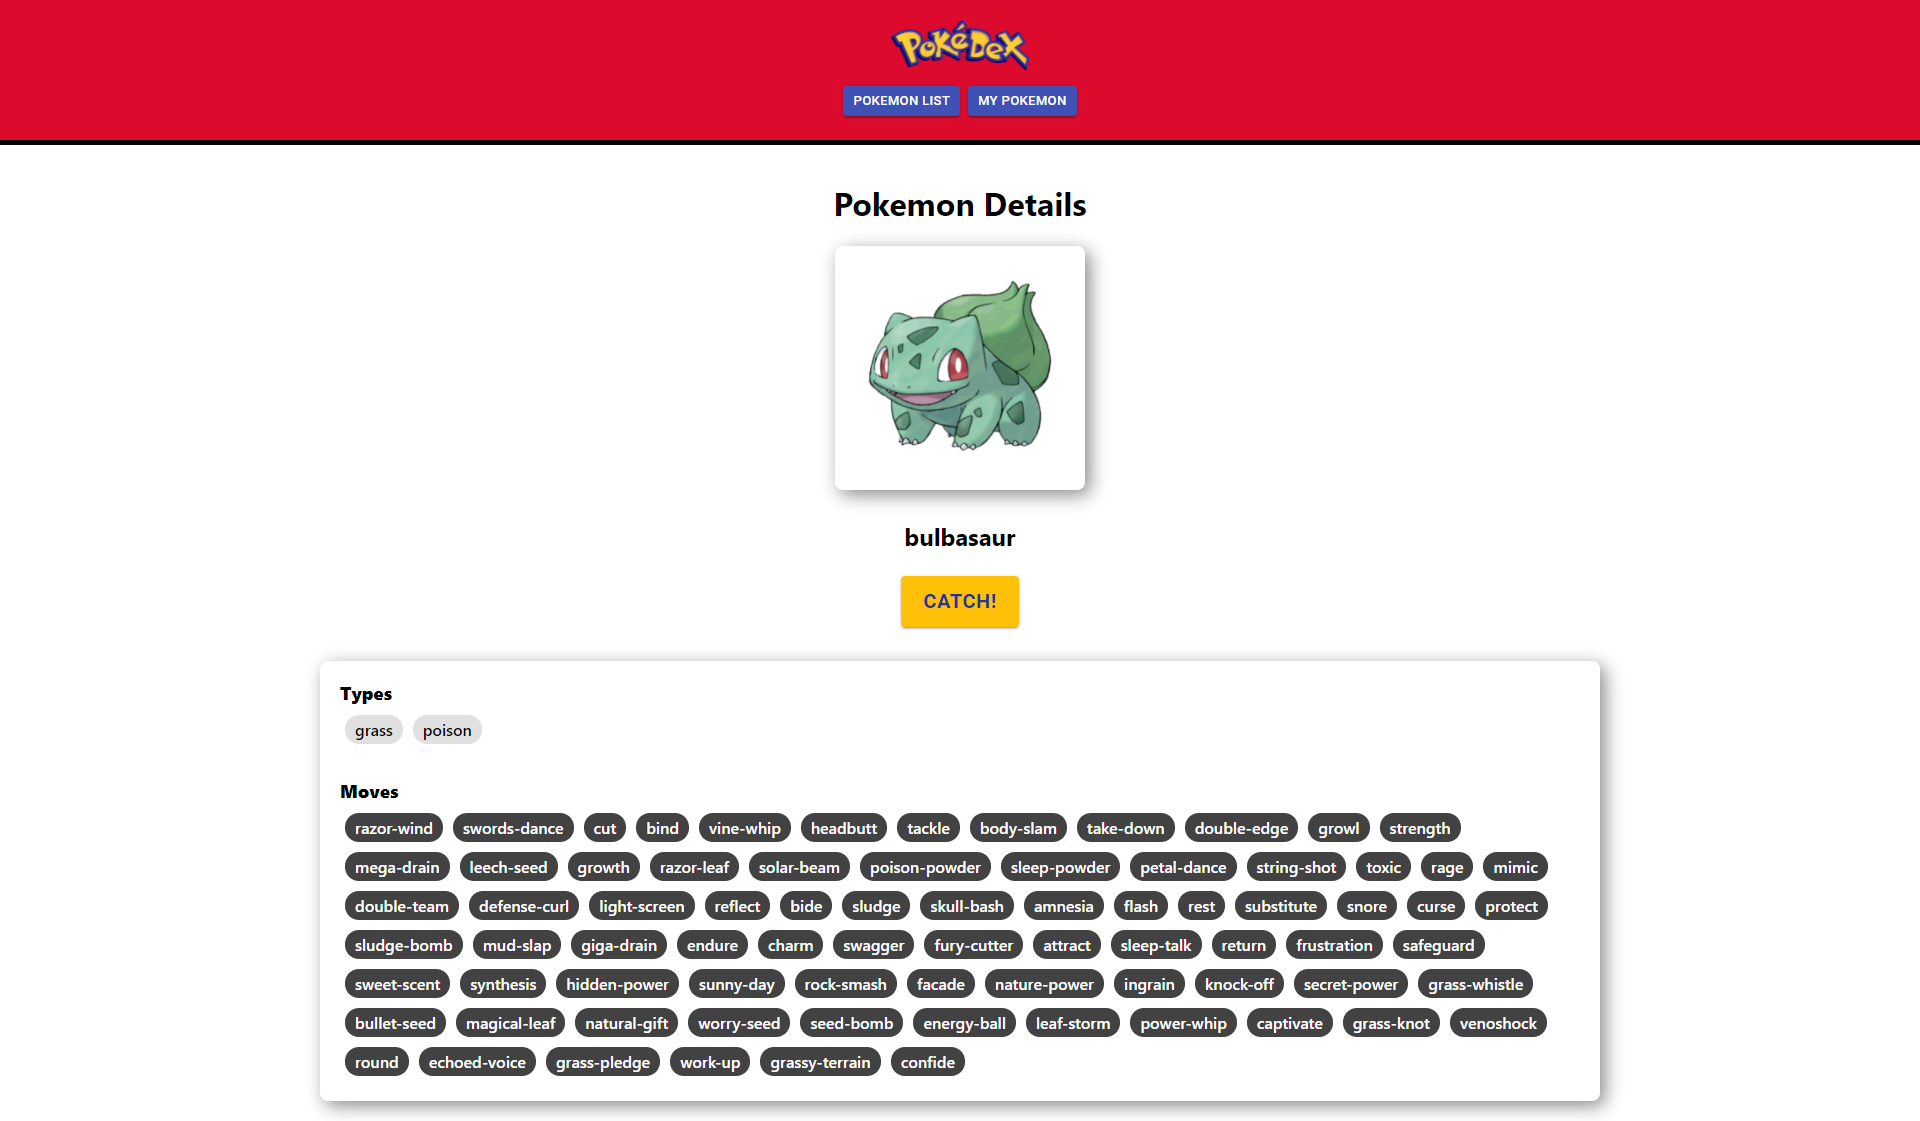 PokéDex
POKEMON LIST MY POKEMON
Pokemon Details
bulbasaur
CATCH!
Types
grass poison
Moves
razor-wind swords-dance cut bind vine-whip headbutt tackle body-slam take-down double-edge growl strength
mega-drain leech-seed growth razor-leaf solar-beam poison-powder sleep-powder petal-dance string-shot toxic rage mimic
double-team defense-curl light-screen reflect bide sludge skull-bash amnesia flash rest substitute snore curse protect
sludge-bomb mud-slap giga-drain endure charm swagger fury-cutter attract sleep-talk return frustration safeguard
sweet-scent synthesis hidden-power sunny-day rock-smash facade nature-power ingrain knock-off secret-power grass-whistle
bullet-seed magical-leaf natural-gift worry-seed seed-bomb energy-ball leaf-storm power-whip captivate grass-knot venoshock
round echoed-voice grass-pledge work-up grassy-terrain confide